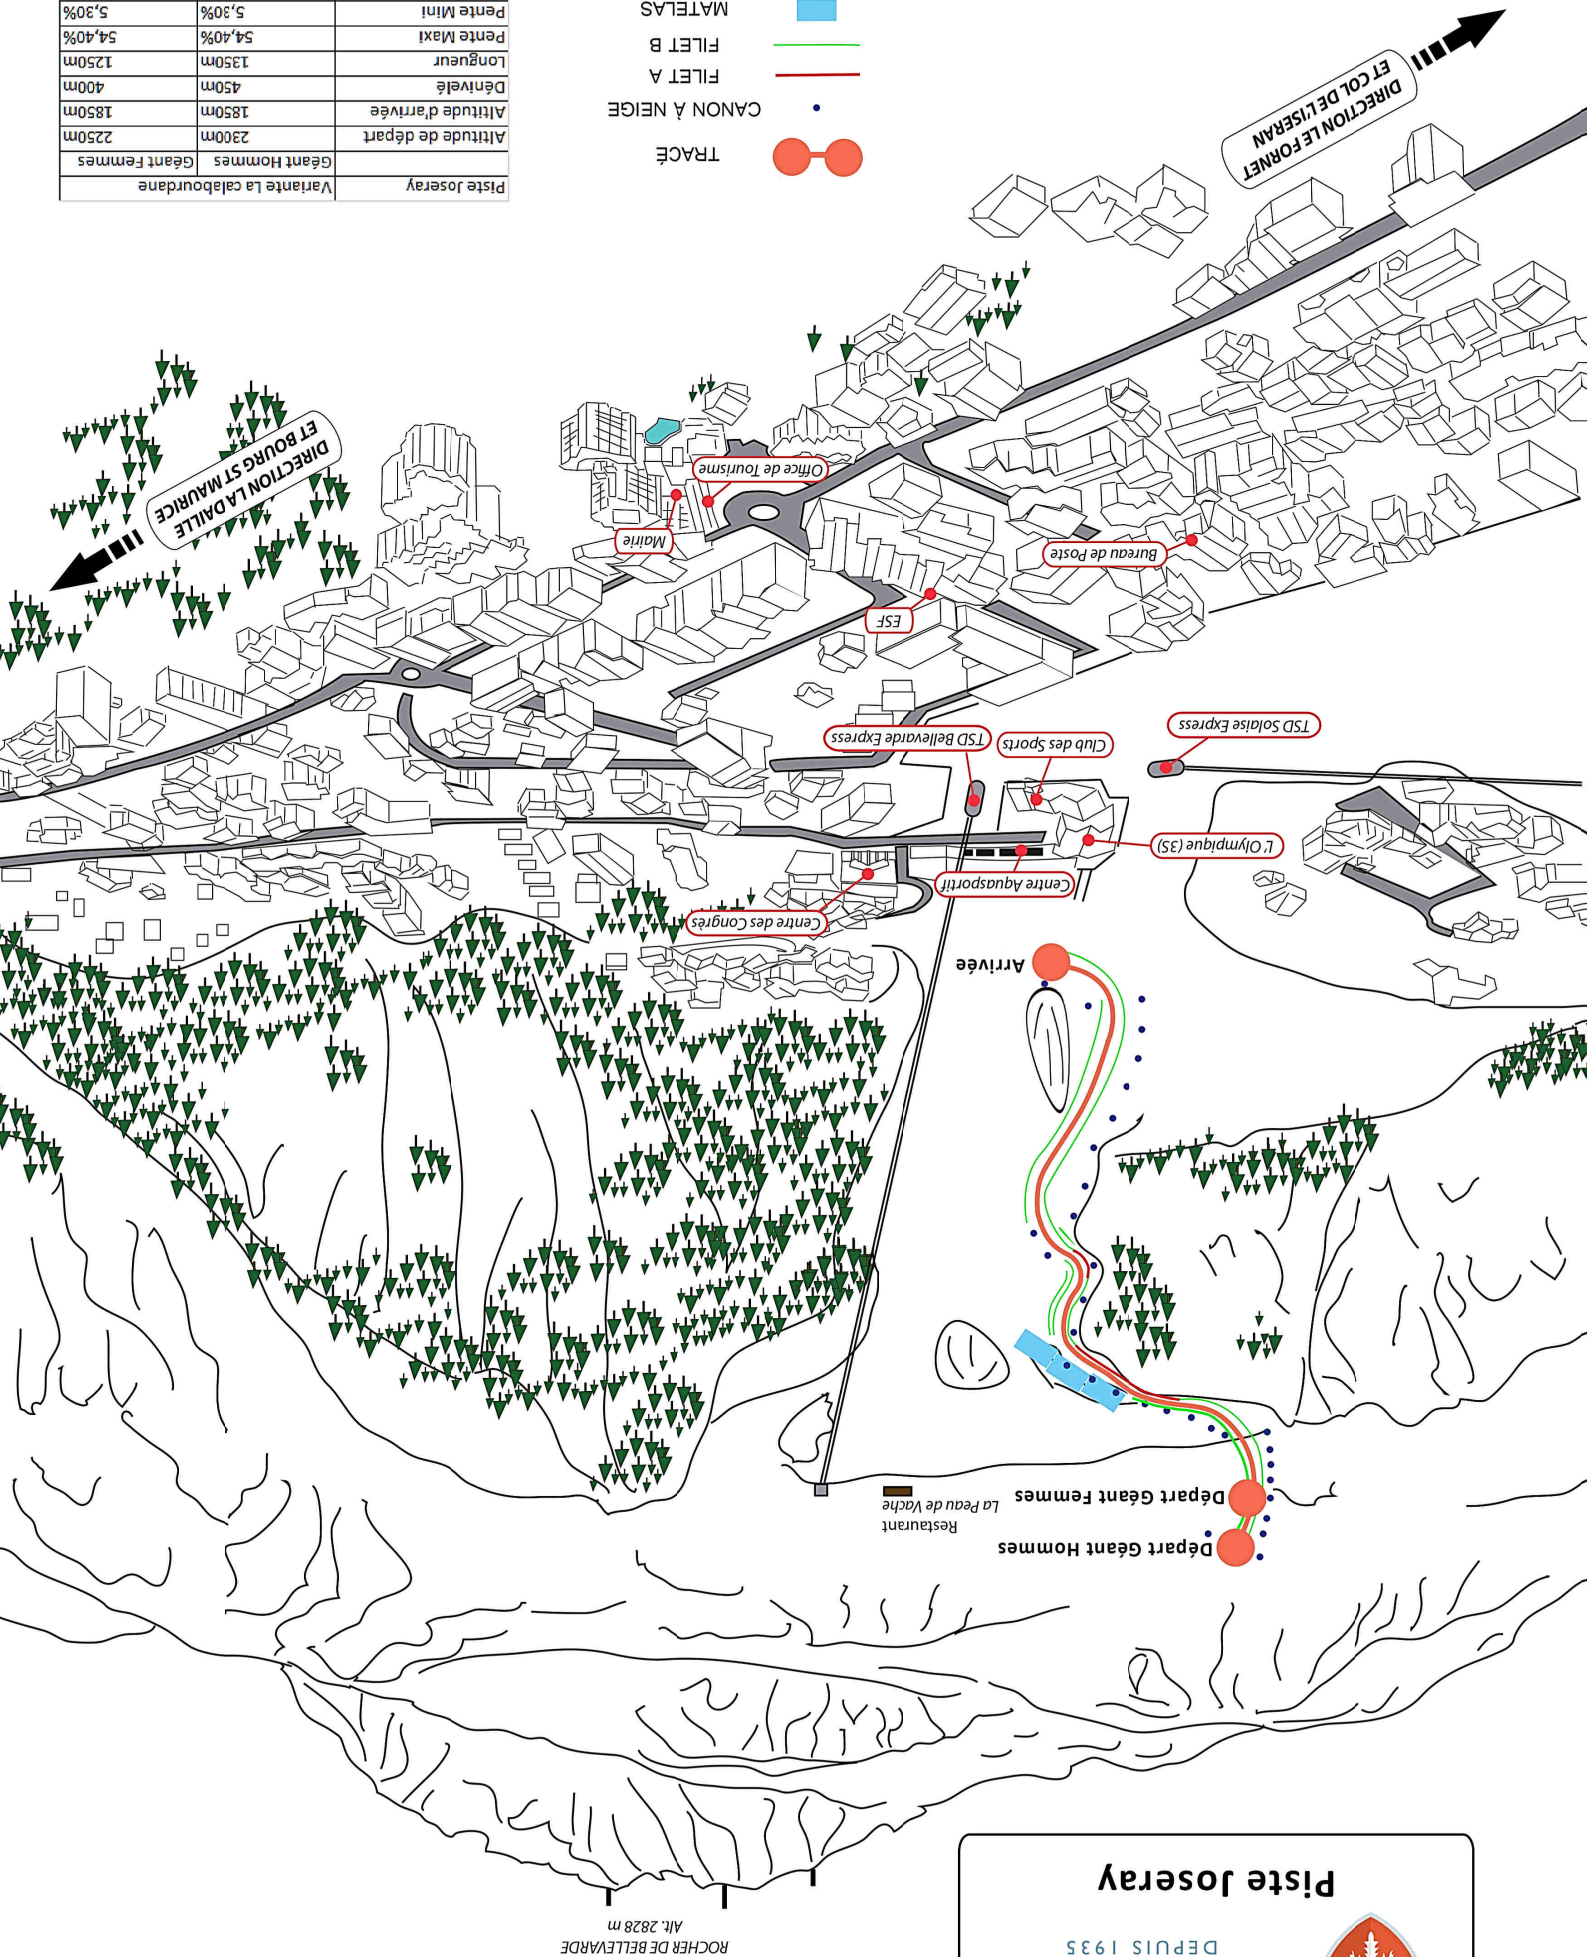 DEPUIS 1935
Piste Joseray
ROCHER DE BELLEVARDE
Alt. 2828 m
Départ Géant Hommes
Départ Géant Femmes
Restaurant
La Peau de Vache
Arrivée
Centre des Congrès
Centre Aquasportif
L'Olympique (3S)
TSD Bellevarde Express
Club des Sports
TSD Solaise Express
ESF
Bureau de Poste
Mairie
Office de Tourisme
DIRECTION LA DAILLE
ET BOURG ST MAURICE
DIRECTION LE FORNET
ET COL DE L'ISERAN
TRACÉ
CANON À NEIGE
FILET A
FILET B
MATELAS
Piste Joseray Variante La calabourdane
Géant Hommes Géant Femmes
Altitude de départ 2300m 2250m
Altitude d'arrivée 1850m 1850m
Dénivelé 450m 400m
Longueur 1350m 1250m
Pente Maxi 54,40% 54,40%
Pente Mini 5,30% 5,30%